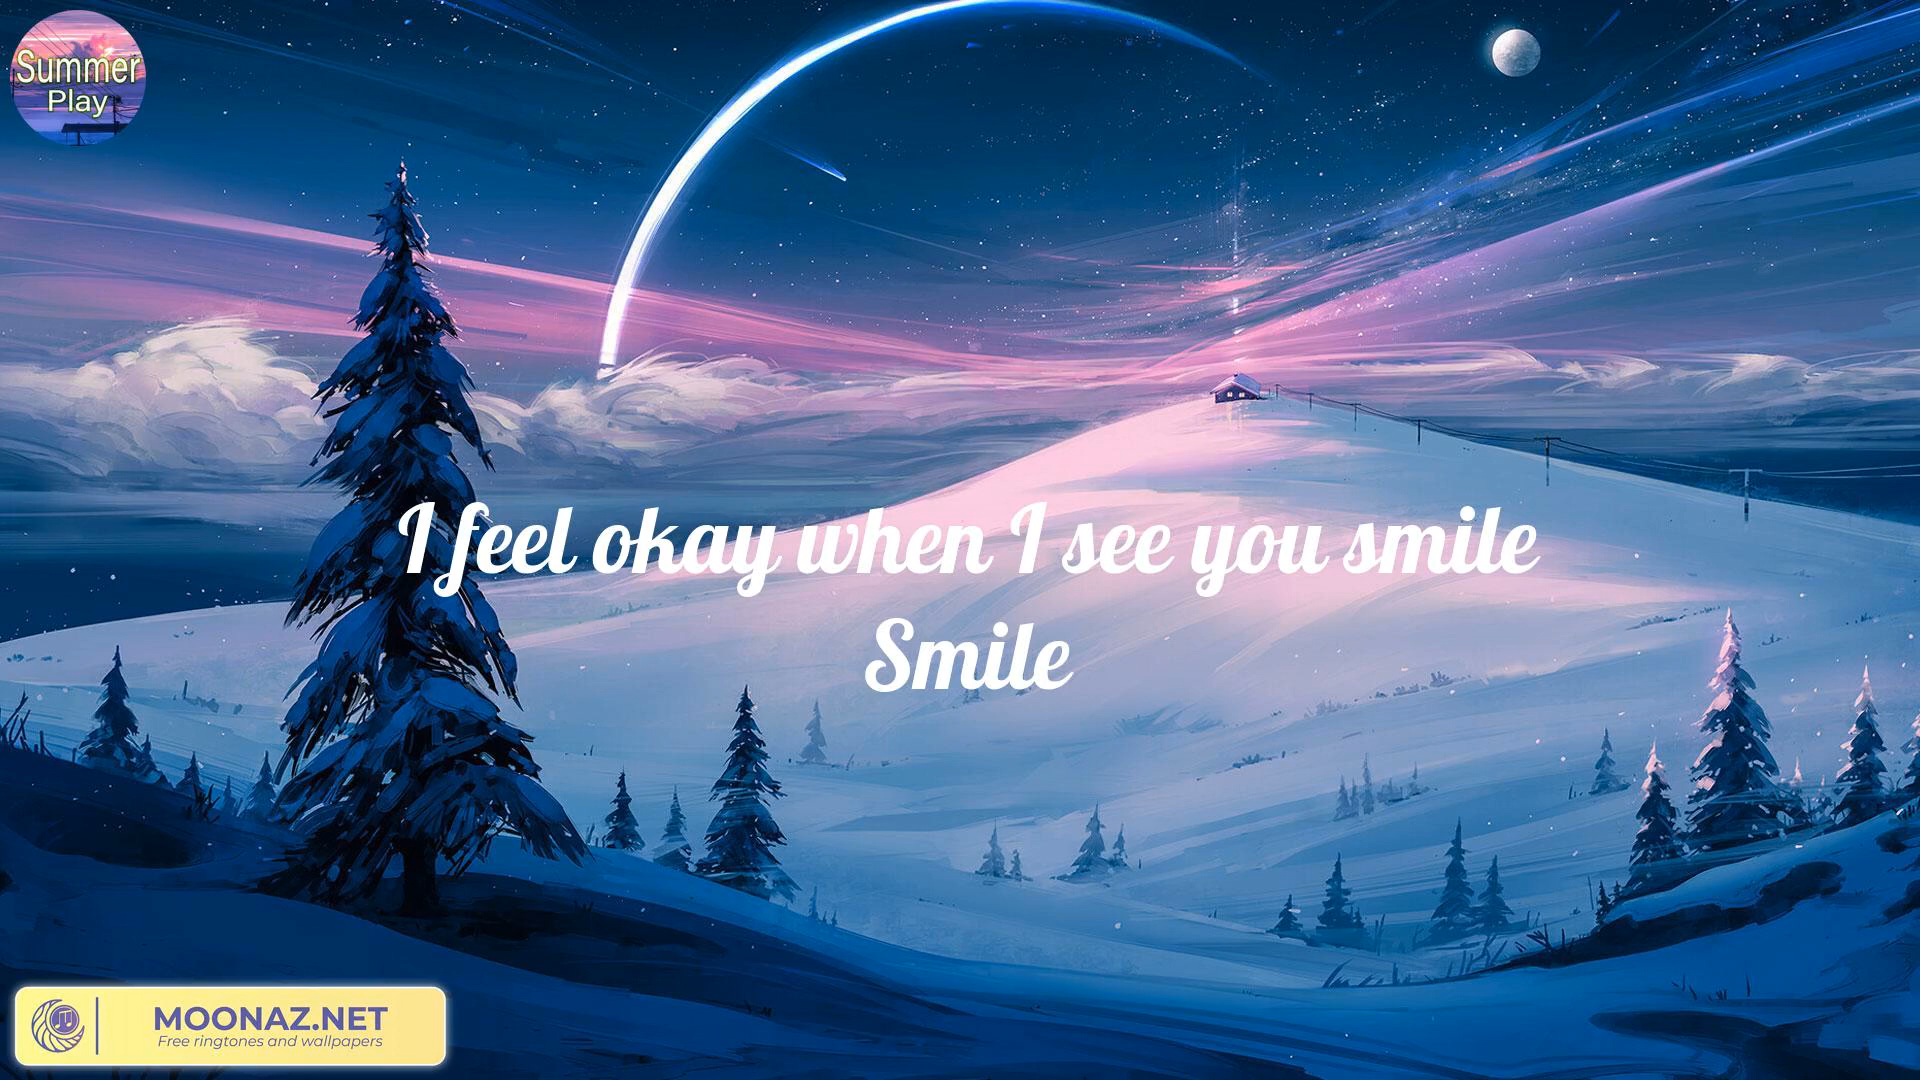 Summer
Play
I feel okay when I see you smile
Smile
MOONAZ.NET
Free ringtones and wallpapers